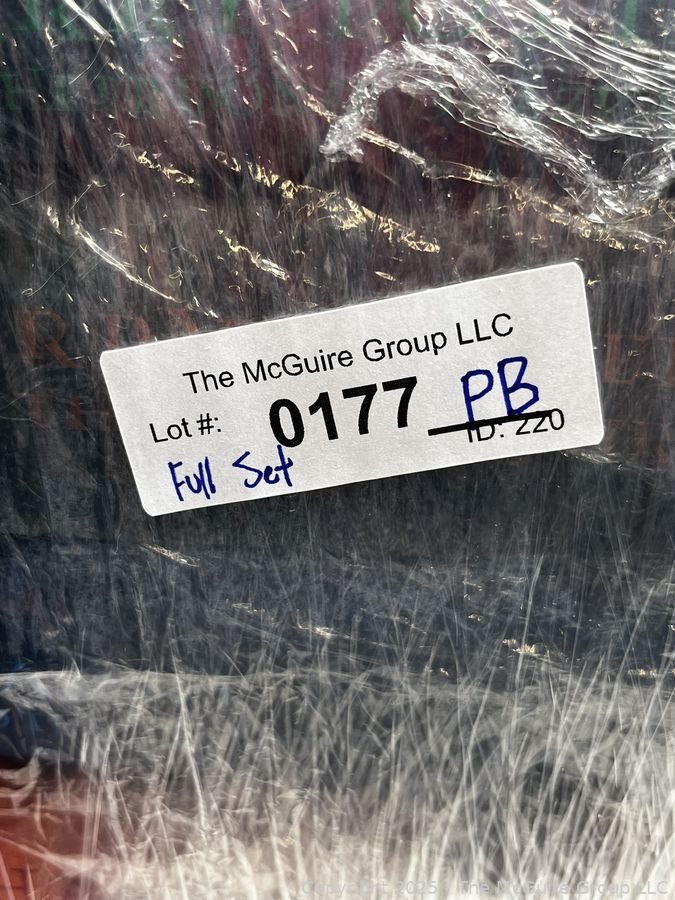 The McGuire Group LLC
Lot #: 0177 PB
ID: 220
Full Set
Copyright 2025 - The McGuire Group LLC